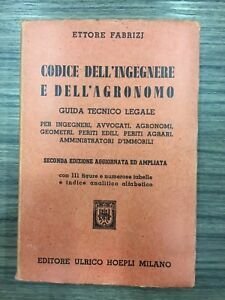 ETTORE FABRIZJ
CODICE DELL'INGEGNERE
E DELL'AGRONOMO
GUIDA TECNICO LEGALE
PER INGEGNERI, AVVOCATI, AGRONOMI,
GEOMETRI, PERITI EDILI, PERITI AGRARI,
AMMINISTRATORI D'IMMOBILI
SECONDA EDIZIONE AGGIORNATA ED AMPLIATA
con 111 figure e numerose tabelle
e indice analitico alfabetico
EDITORE ULRICO HOEPLI MILANO